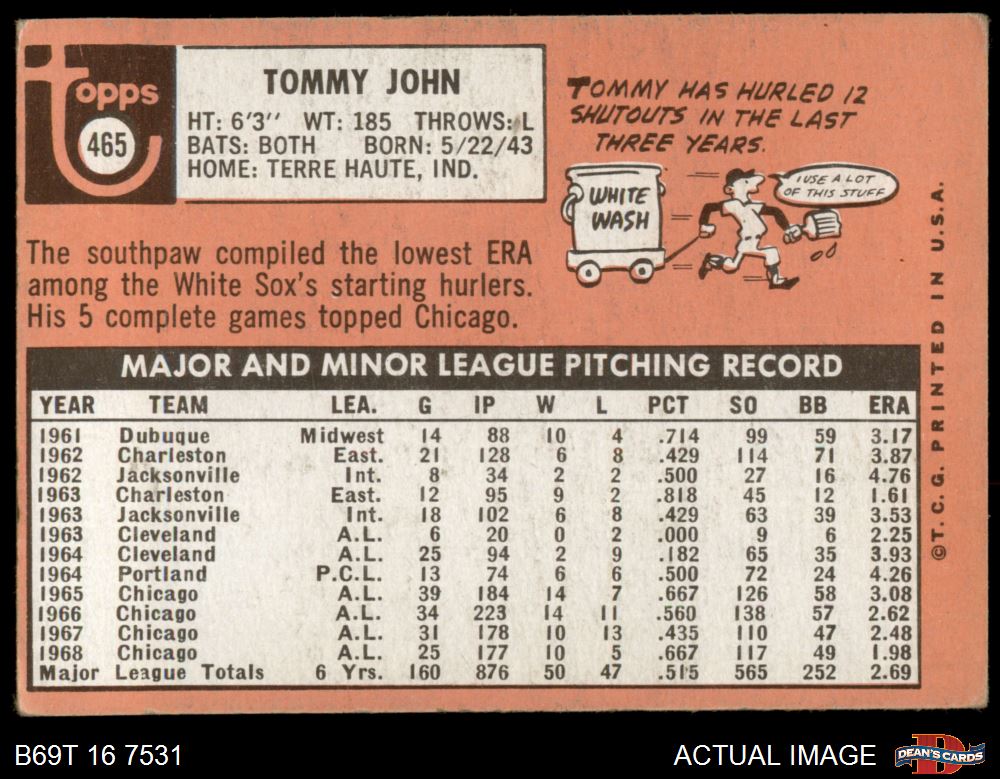 Topps
465
TOMMY JOHN
HT: 6'3" WT: 185 THROWS: L
BATS: BOTH BORN: 5/22/43
HOME: TERRE HAUTE, IND.
The southpaw compiled the lowest ERA
among the White Sox's starting hurlers.
His 5 complete games topped Chicago.
TOMMY HAS HURLED 12
SHUTOUTS IN THE LAST
THREE YEARS.
WHITE
WASH
I USE A LOT
OF THIS STUFF
MAJOR AND MINOR LEAGUE PITCHING RECORD
YEAR TEAM LEA. G IP W L PCT SO BB ERA
1961 Dubuque Midwest 14 88 10 4 .714 99 59 3.17
1962 Charleston East. 21 128 6 8 .429 114 71 3.87
1962 Jacksonville Int. 8 34 2 2 .500 27 16 4.76
1963 Charleston East. 12 95 9 2 .818 45 12 1.61
1963 Jacksonville Int. 18 102 6 8 .429 63 39 3.53
1963 Cleveland A.L. 6 20 0 2 .000 9 6 2.25
1964 Cleveland A.L. 25 94 2 9 .182 65 35 3.93
1964 Portland P.C.L. 13 74 6 6 .500 72 24 4.26
1965 Chicago A.L. 39 184 14 7 .667 126 58 3.08
1966 Chicago A.L. 34 223 14 11 .560 138 57 2.62
1967 Chicago A.L. 31 178 10 13 .435 110 47 2.48
1968 Chicago A.L. 25 177 10 5 .667 117 49 1.98
Major League Totals 6 Yrs. 160 876 50 47 .515 565 252 2.69
©T.C.G. PRINTED IN U.S.A.
B69T 16 7531
ACTUAL IMAGE
D
DEAN'S CARDS